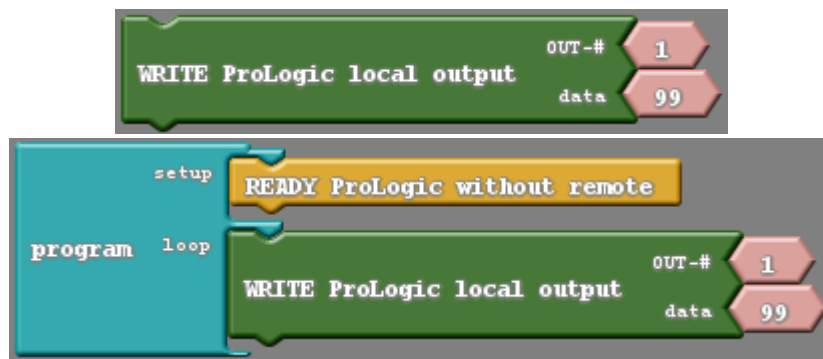 OUT-# 1
WRITE ProLogic local output
data 99
setup
READY ProLogic without remote
program loop
OUT-# 1
WRITE ProLogic local output
data 99